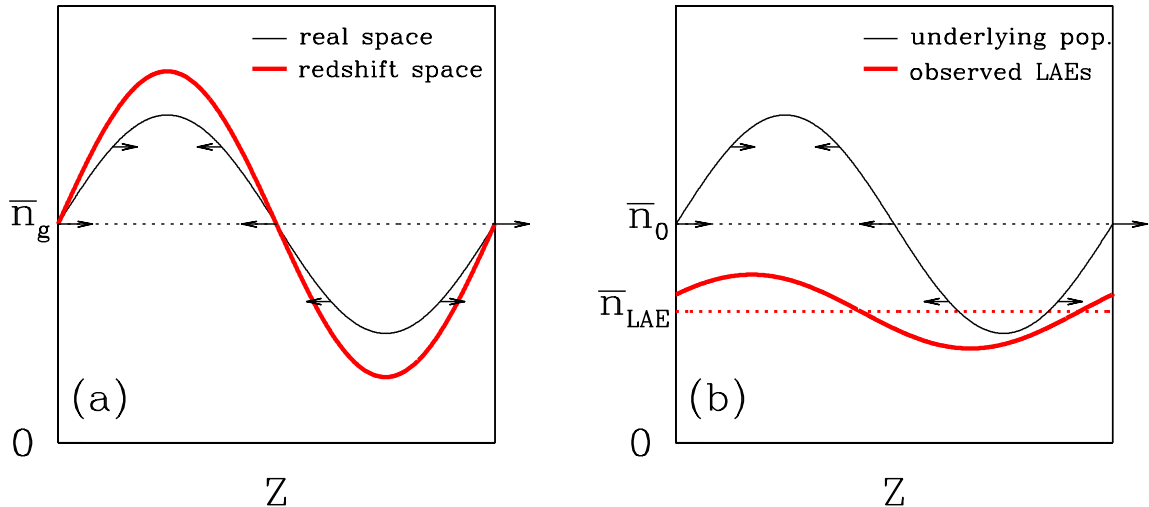 real space
redshift space
n̅g
(a)
0
Z
underlying pop.
observed LAEs
n̅0
n̅LAE
(b)
0
Z